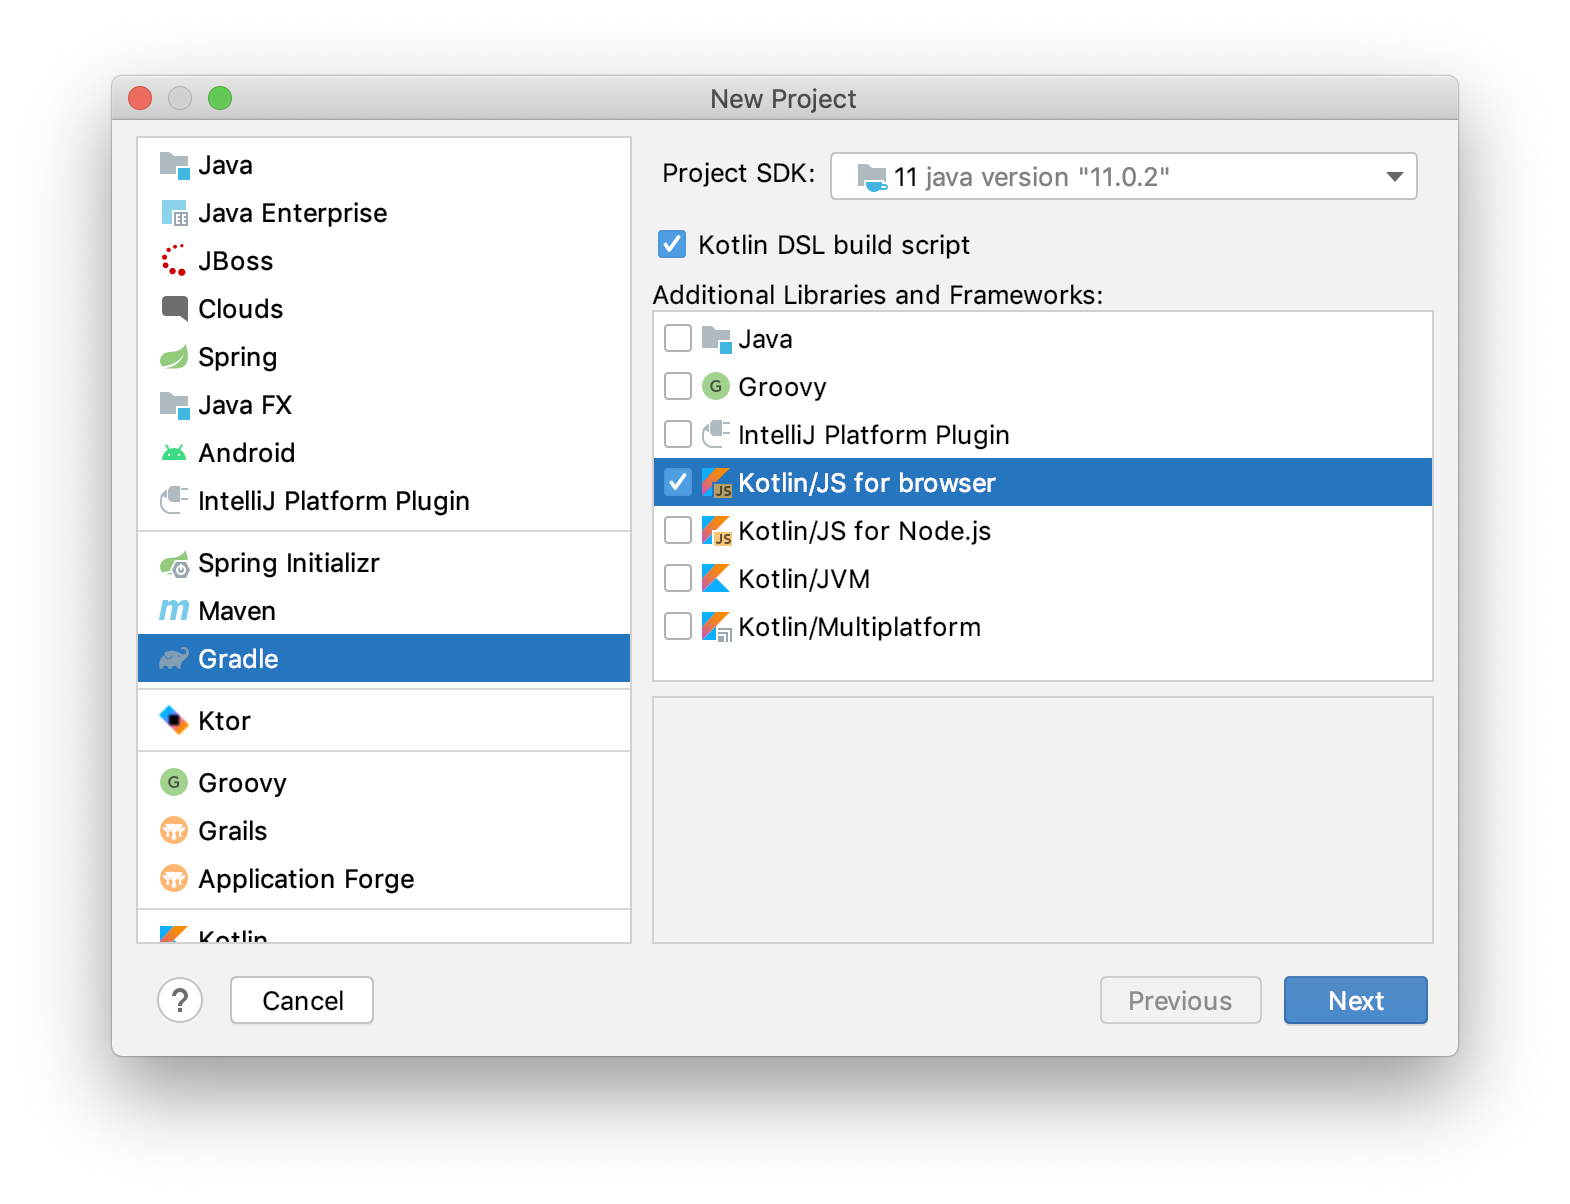 New Project
Java
Java Enterprise
JBoss
Clouds
Spring
Java FX
Android
IntelliJ Platform Plugin
Spring Initializr
m Maven
Gradle
Ktor
G Groovy
Grails
Application Forge
Kotlin
Project SDK: 11 java version "11.0.2"
Kotlin DSL build script
Additional Libraries and Frameworks:
Java
G Groovy
IntelliJ Platform Plugin
JS Kotlin/JS for browser
JS Kotlin/JS for Node.js
Kotlin/JVM
Kotlin/Multiplatform
? Cancel Previous Next